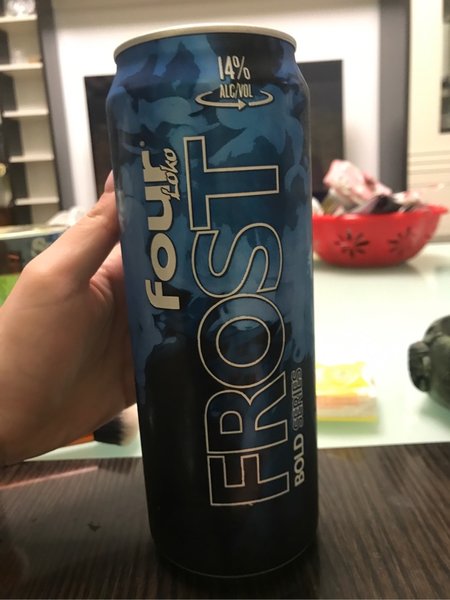 14%
ALC/VOL
four
Loko
FROST
BOLD SERIES